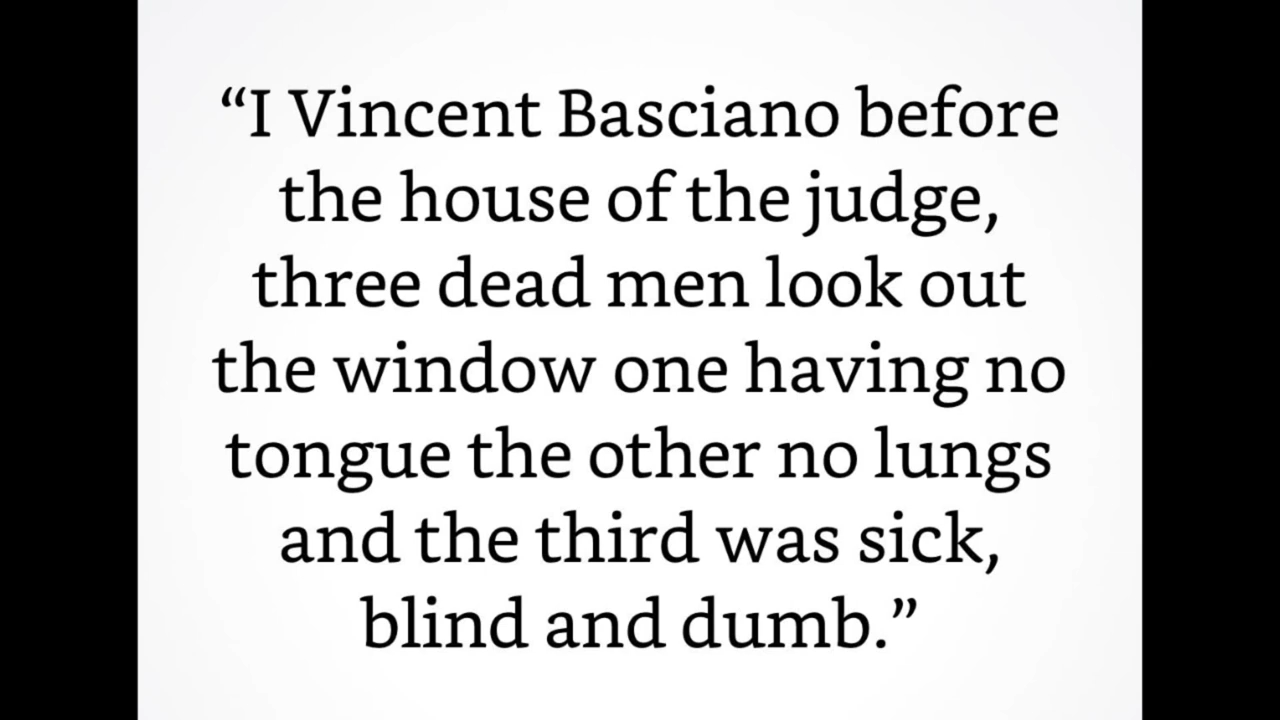 “I Vincent Basciano before
the house of the judge,
three dead men look out
the window one having no
tongue the other no lungs
and the third was sick,
blind and dumb.”